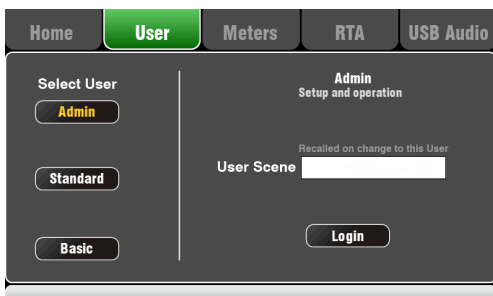 Home User Meters RTA USB Audio
Select User
Admin
Standard
Basic
Admin
Setup and operation
Recalled on change to this User
User Scene
Login